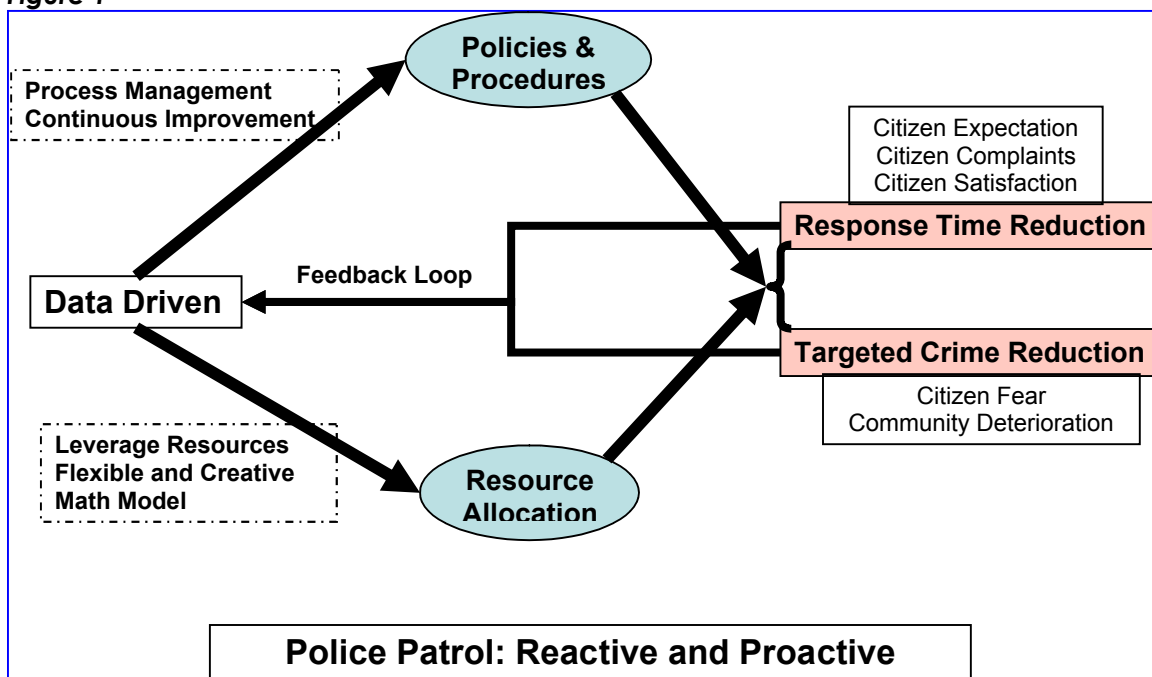 Policies &
Procedures
Process Management
Continuous Improvement
Citizen Expectation
Citizen Complaints
Citizen Satisfaction
Response Time Reduction
Feedback Loop
Data Driven
Targeted Crime Reduction
Citizen Fear
Community Deterioration
Leverage Resources
Flexible and Creative
Math Model
Resource
Allocation
Police Patrol: Reactive and Proactive